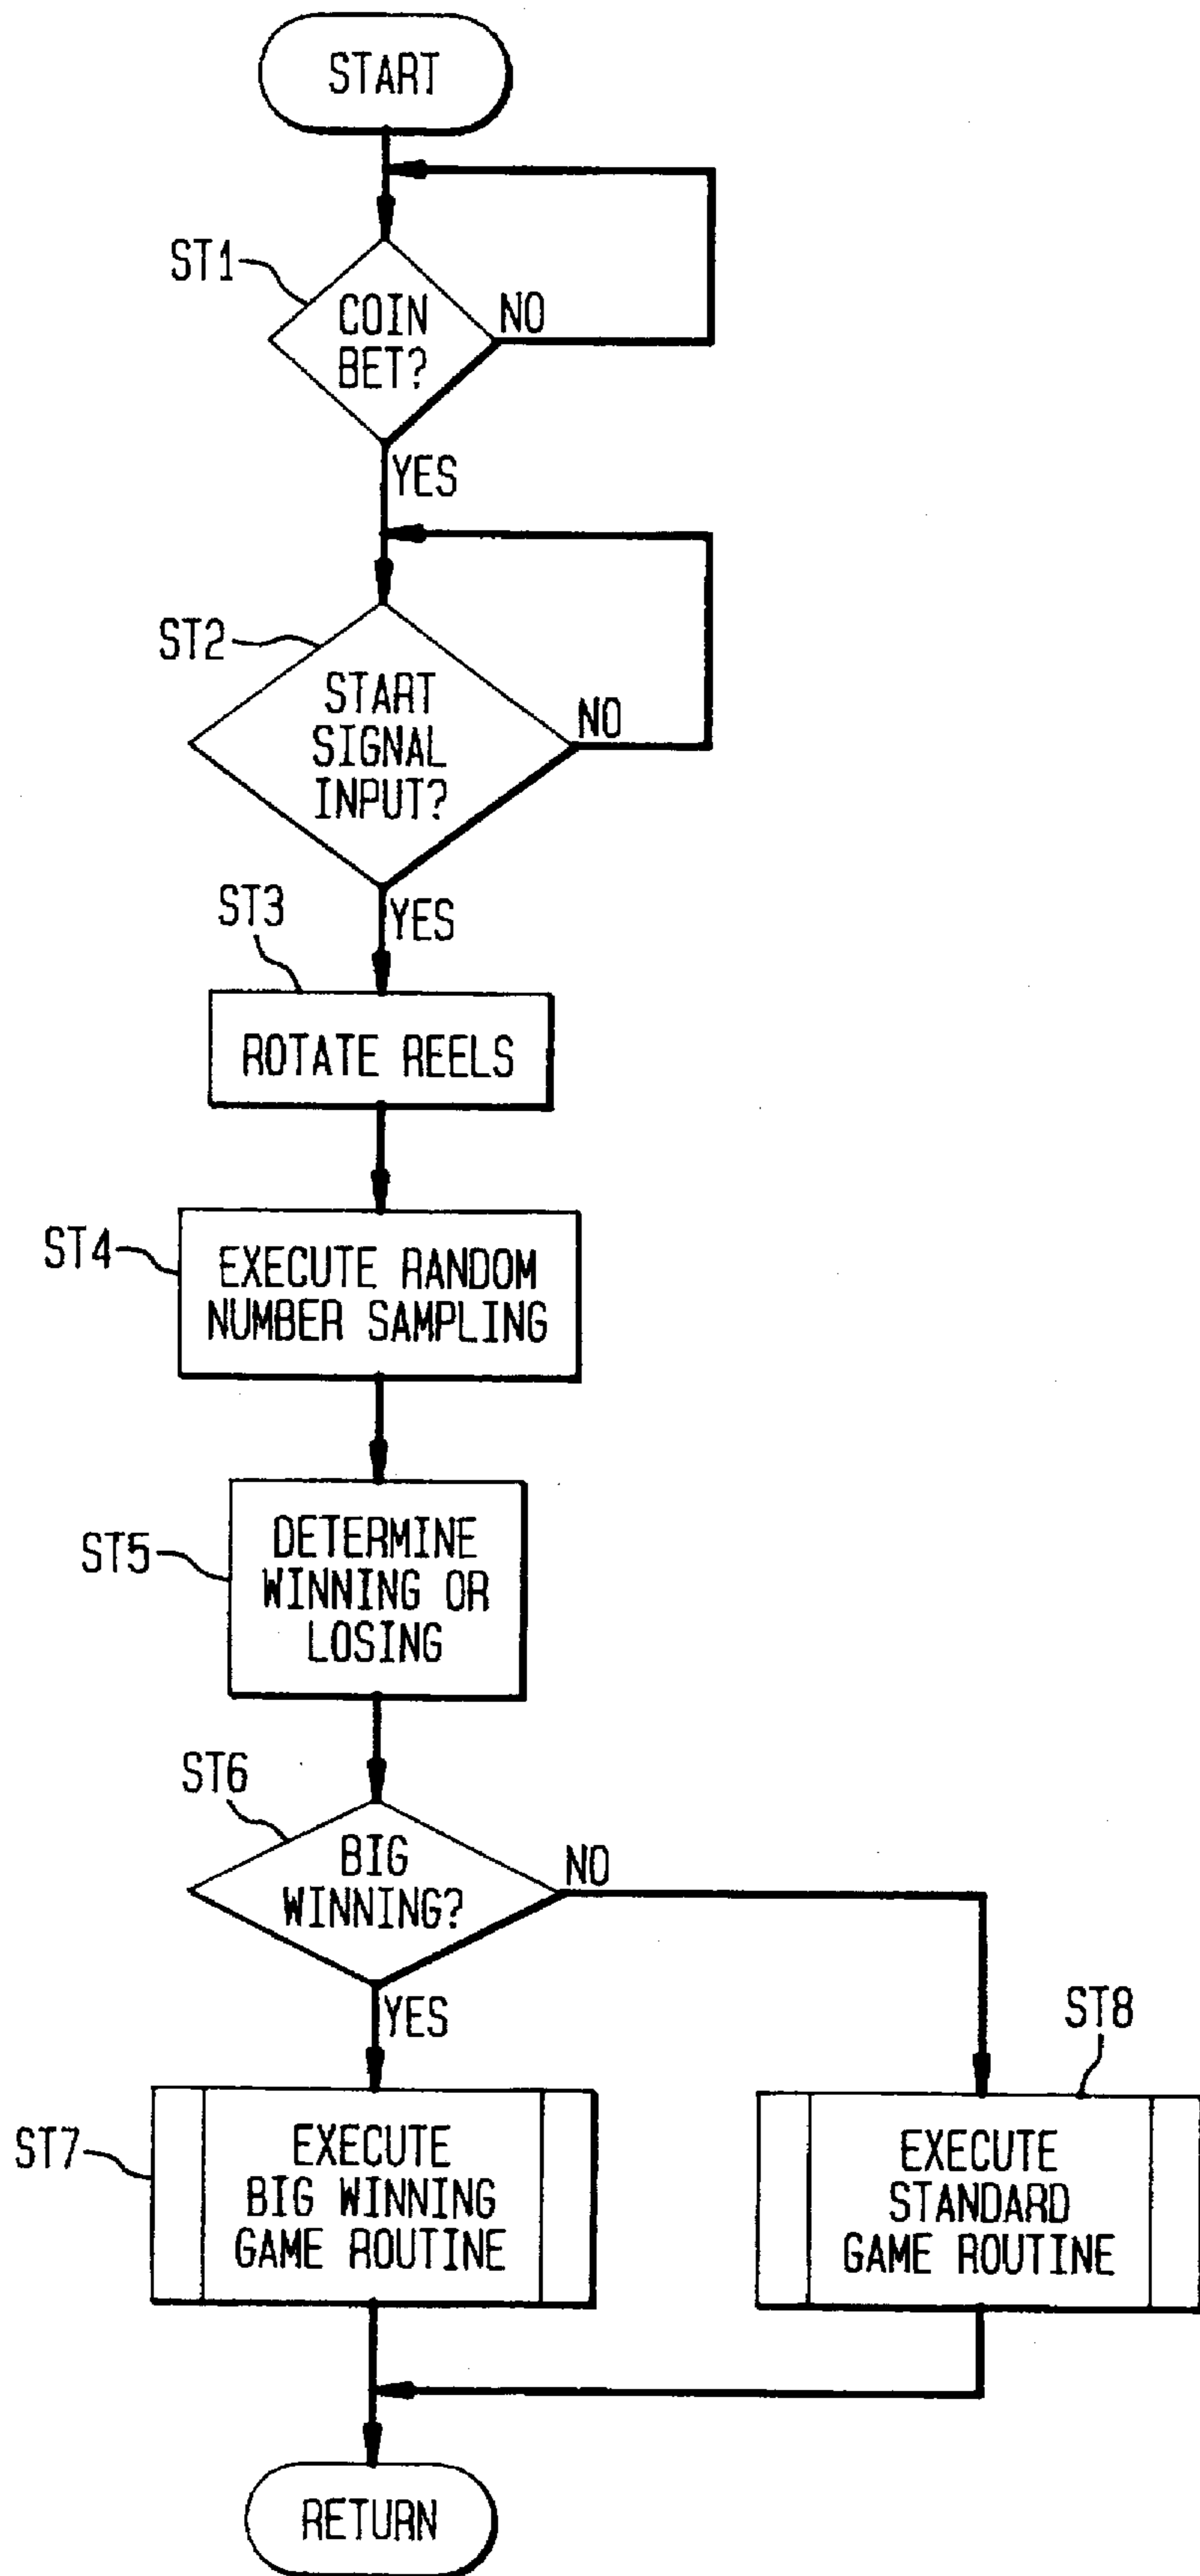 START
ST1
COIN
BET?
NO
YES
ST2
START
SIGNAL
INPUT?
NO
YES
ST3
ROTATE REELS
ST4
EXECUTE RANDOM
NUMBER SAMPLING
ST5
DETERMINE
WINNING OR
LOSING
ST6
BIG
WINNING?
NO
YES
ST7
EXECUTE
BIG WINNING
GAME ROUTINE
ST8
EXECUTE
STANDARD
GAME ROUTINE
RETURN